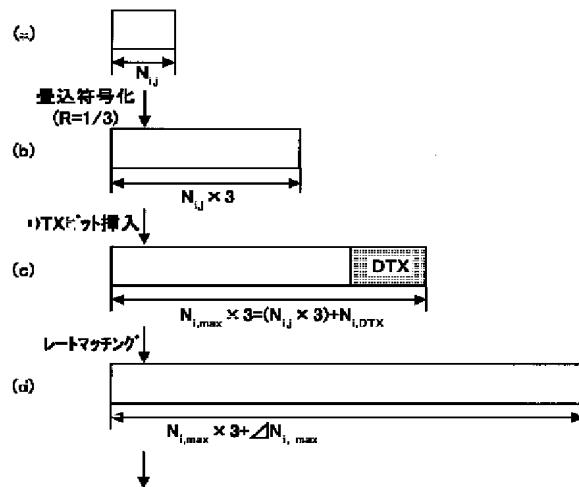 (a)
N i,j
畳込符号化
(R=1/3)
(b)
N i,j × 3
DTXビット挿入
(c)
DTX
N i,max × 3=(N i,j × 3)+N i,DTX
レートマッチング
(d)
N i,max × 3+⊿N i, max